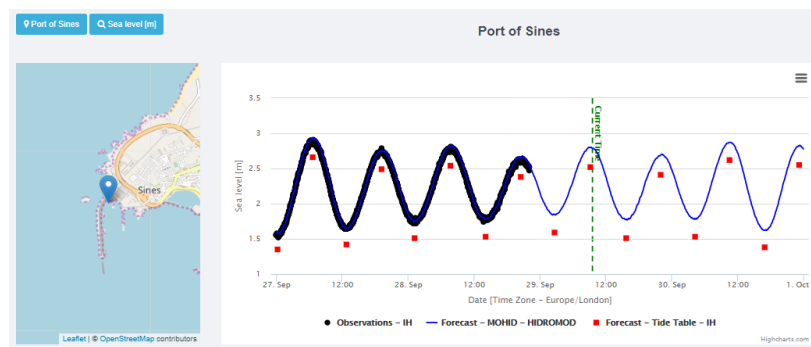 Port of Sines
Sea level [m]
Port of Sines
Sines
Leaflet | © OpenStreetMap contributors
3.5
3
2.5
2
1.5
1
Sea level [m]
Current Time
27. Sep
12:00
28. Sep
12:00
29. Sep
12:00
30. Sep
12:00
1. Oct
Date [Time Zone - Europe/London]
Observations - IH
Forecast - MOHID - HIDROMOD
Forecast - Tide Table - IH
Highcharts.com